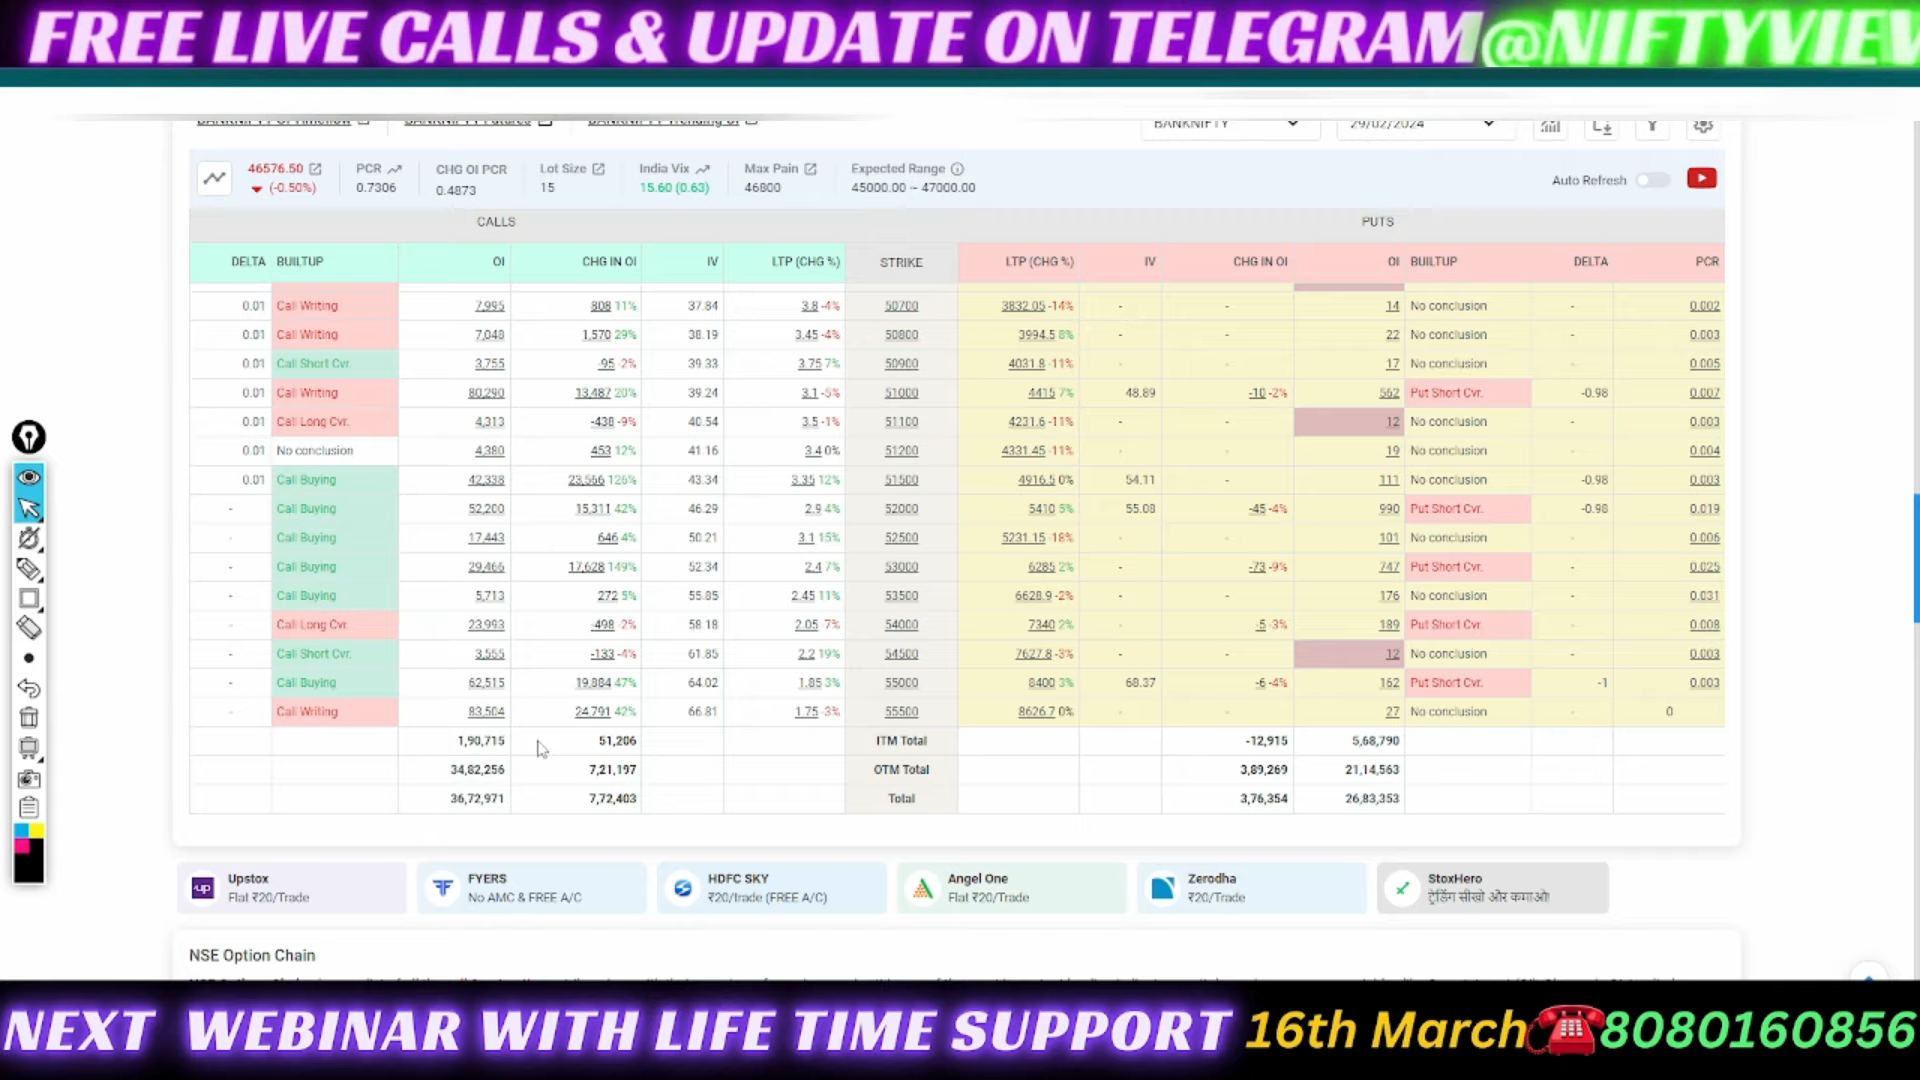 FREE LIVE CALLS & UPDATE ON TELEGRAM @NIFTYVIEW
BANKNIFTY OI Timeflow BANKNIFTY Futures BANKNIFTY Trending OI BANKNIFTY 29/02/2024
46576.50 PCR CHG OI PCR Lot Size India Vix Max Pain Expected Range
(-0.50%) 0.7306 0.4873 15 15.60 (0.63) 46800 45000.00 ~ 47000.00 Auto Refresh
CALLS PUTS
DELTA BUILTUP OI CHG IN OI IV LTP (CHG %) STRIKE LTP (CHG %) IV CHG IN OI OI BUILTUP DELTA PCR
0.01 Call Writing 7,995 808 11% 37.84 3.8 -4% 50700 3832.05 -14% - - 14 No conclusion - 0.002
0.01 Call Writing 7,048 1,570 29% 38.19 3.45 -4% 50800 3994.5 8% - - 22 No conclusion - 0.003
0.01 Call Short Cvr. 3,755 -95 -2% 39.33 3.75 7% 50900 4031.8 -11% - - 17 No conclusion - 0.005
0.01 Call Writing 80,290 13,487 20% 39.24 3.1 -5% 51000 4415 7% 48.89 -10 -2% 562 Put Short Cvr. -0.98 0.007
0.01 Call Long Cvr. 4,313 -438 -9% 40.54 3.5 -1% 51100 4231.6 -11% - - 12 No conclusion - 0.003
0.01 No conclusion 4,380 453 12% 41.16 3.4 0% 51200 4331.45 -11% - - 19 No conclusion - 0.004
0.01 Call Buying 42,338 23,566 126% 43.34 3.35 12% 51500 4916.5 0% 54.11 - 111 No conclusion -0.98 0.003
- Call Buying 52,200 15,311 42% 46.29 2.9 4% 52000 5410 5% 55.08 -45 -4% 990 Put Short Cvr. -0.98 0.019
- Call Buying 17,443 646 4% 50.21 3.1 15% 52500 5231.15 -18% - - 101 No conclusion - 0.006
- Call Buying 29,466 17,628 149% 52.34 2.4 7% 53000 6285 2% - -73 -9% 747 Put Short Cvr. - 0.025
- Call Buying 5,713 272 5% 55.85 2.45 11% 53500 6628.9 -2% - - 176 No conclusion - 0.031
- Call Long Cvr. 23,993 -498 -2% 58.18 2.05 -7% 54000 7340 2% - -5 -3% 189 Put Short Cvr. - 0.008
- Call Short Cvr. 3,555 -133 -4% 61.85 2.2 19% 54500 7627.8 -3% - - 12 No conclusion - 0.003
- Call Buying 62,515 19,884 47% 64.02 1.85 3% 55000 8400 3% 68.37 -6 -4% 162 Put Short Cvr. -1 0.003
- Call Writing 83,504 24,791 42% 66.81 1.75 -3% 55500 8626.7 0% - - 27 No conclusion - 0
1,90,715 51,206 ITM Total -12,915 5,68,790
34,82,256 7,21,197 OTM Total 3,89,269 21,14,563
36,72,971 7,72,403 Total 3,76,354 26,83,353
up Upstox FYERS HDFC SKY Angel One Zerodha StoxHero
Flat ₹20/Trade No AMC & FREE A/C ₹20/trade (FREE A/C) Flat ₹20/Trade ₹20/Trade ट्रेडिंग सीखो और कमाओ!
NSE Option Chain
NEXT WEBINAR WITH LIFE TIME SUPPORT 16th March 8080160856